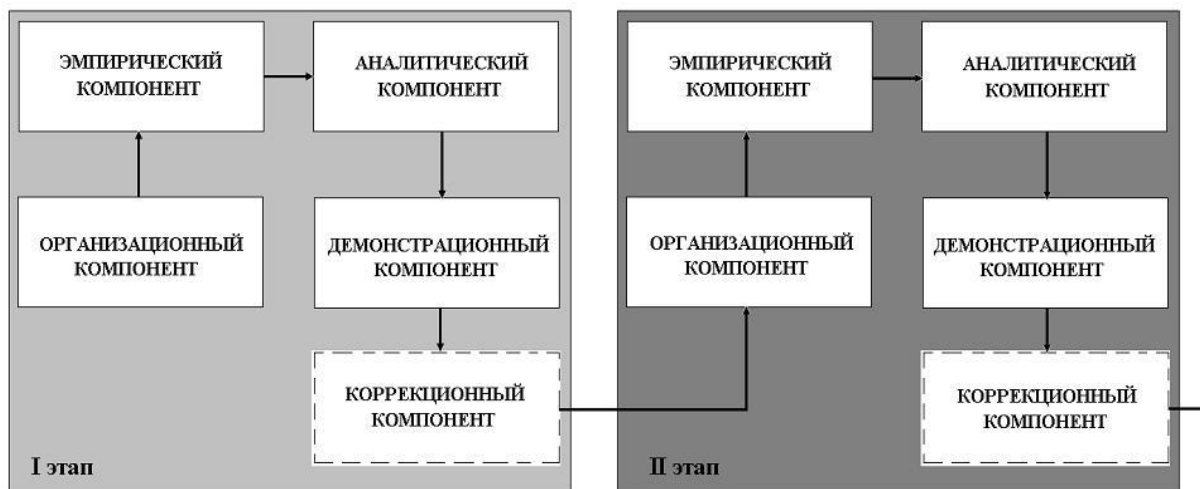 ЭМПИРИЧЕСКИЙ
КОМПОНЕНТ
АНАЛИТИЧЕСКИЙ
КОМПОНЕНТ
ОРГАНИЗАЦИОННЫЙ
КОМПОНЕНТ
ДЕМОНСТРАЦИОННЫЙ
КОМПОНЕНТ
КОРРЕКЦИОННЫЙ
КОМПОНЕНТ
I этап
ЭМПИРИЧЕСКИЙ
КОМПОНЕНТ
АНАЛИТИЧЕСКИЙ
КОМПОНЕНТ
ОРГАНИЗАЦИОННЫЙ
КОМПОНЕНТ
ДЕМОНСТРАЦИОННЫЙ
КОМПОНЕНТ
КОРРЕКЦИОННЫЙ
КОМПОНЕНТ
II этап